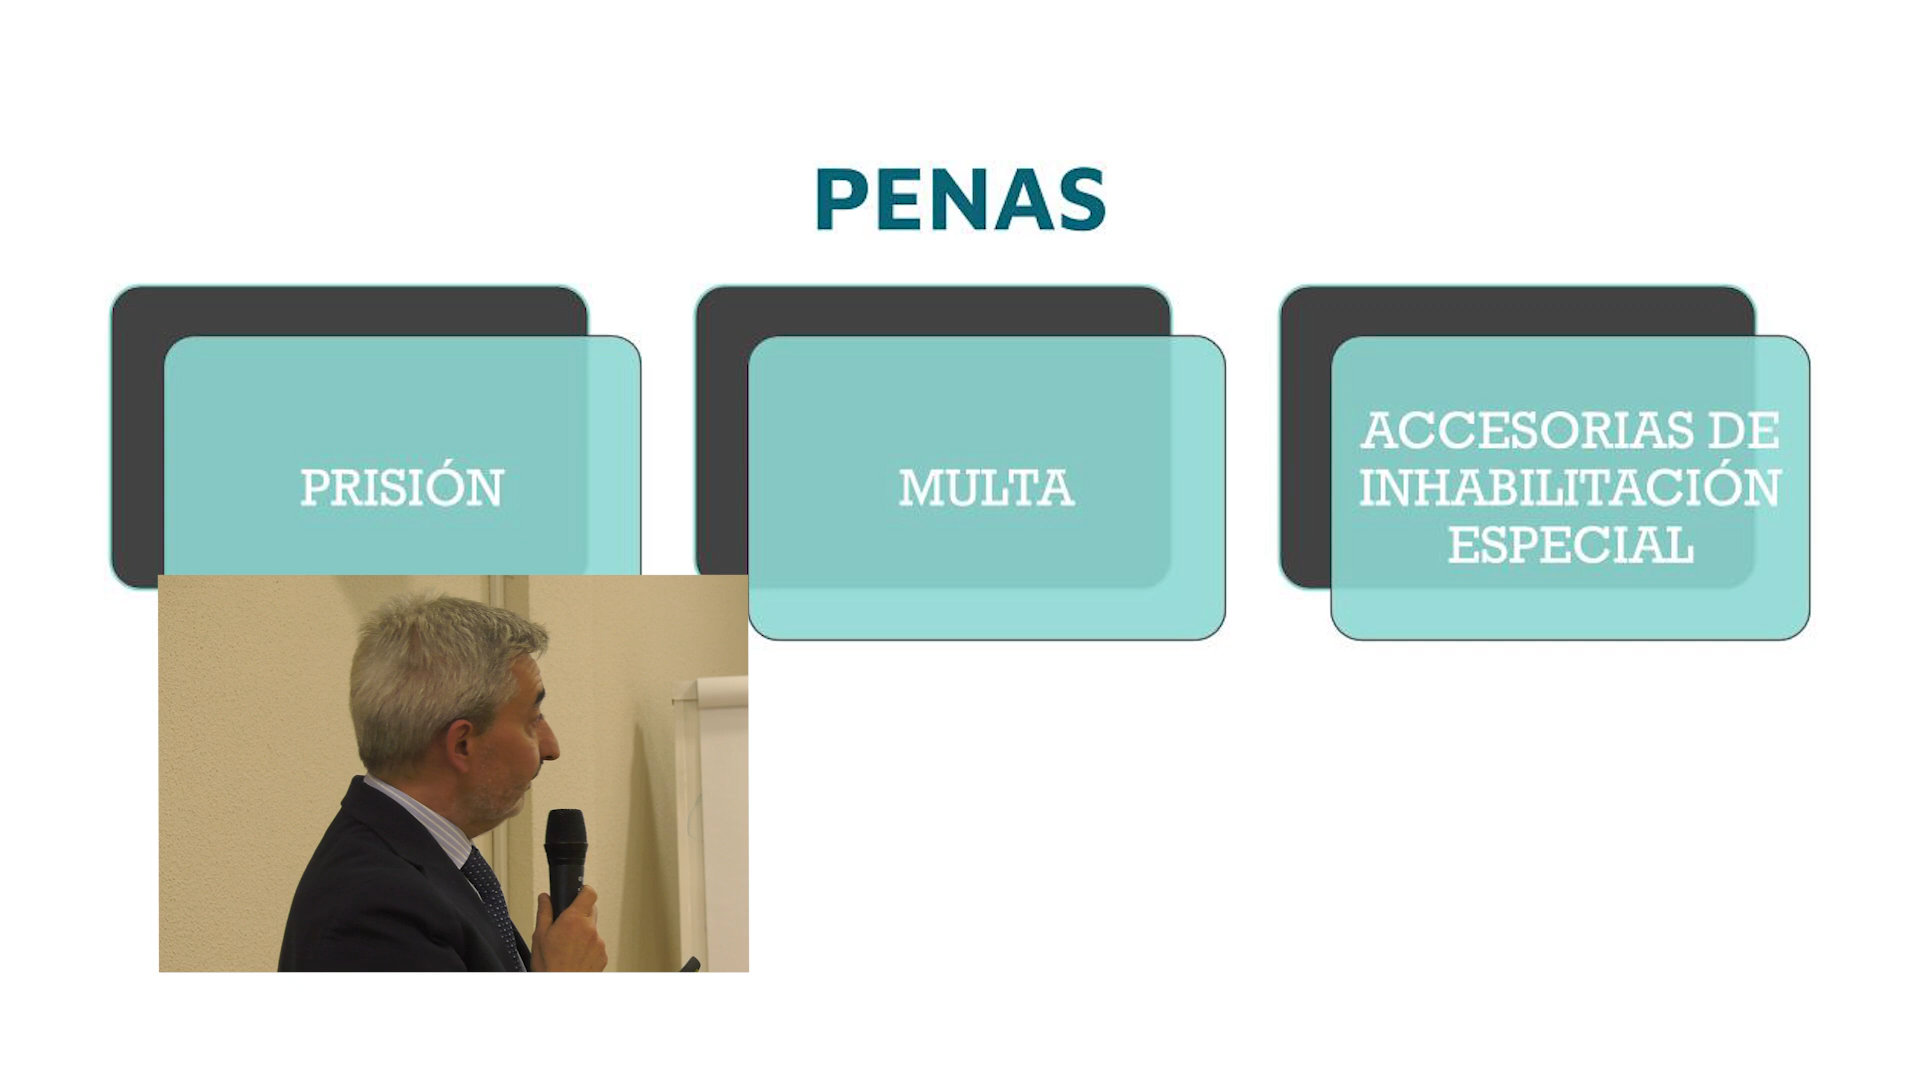 PENAS
PRISIÓN
MULTA
ACCESORIAS DE
INHABILITACIÓN
ESPECIAL